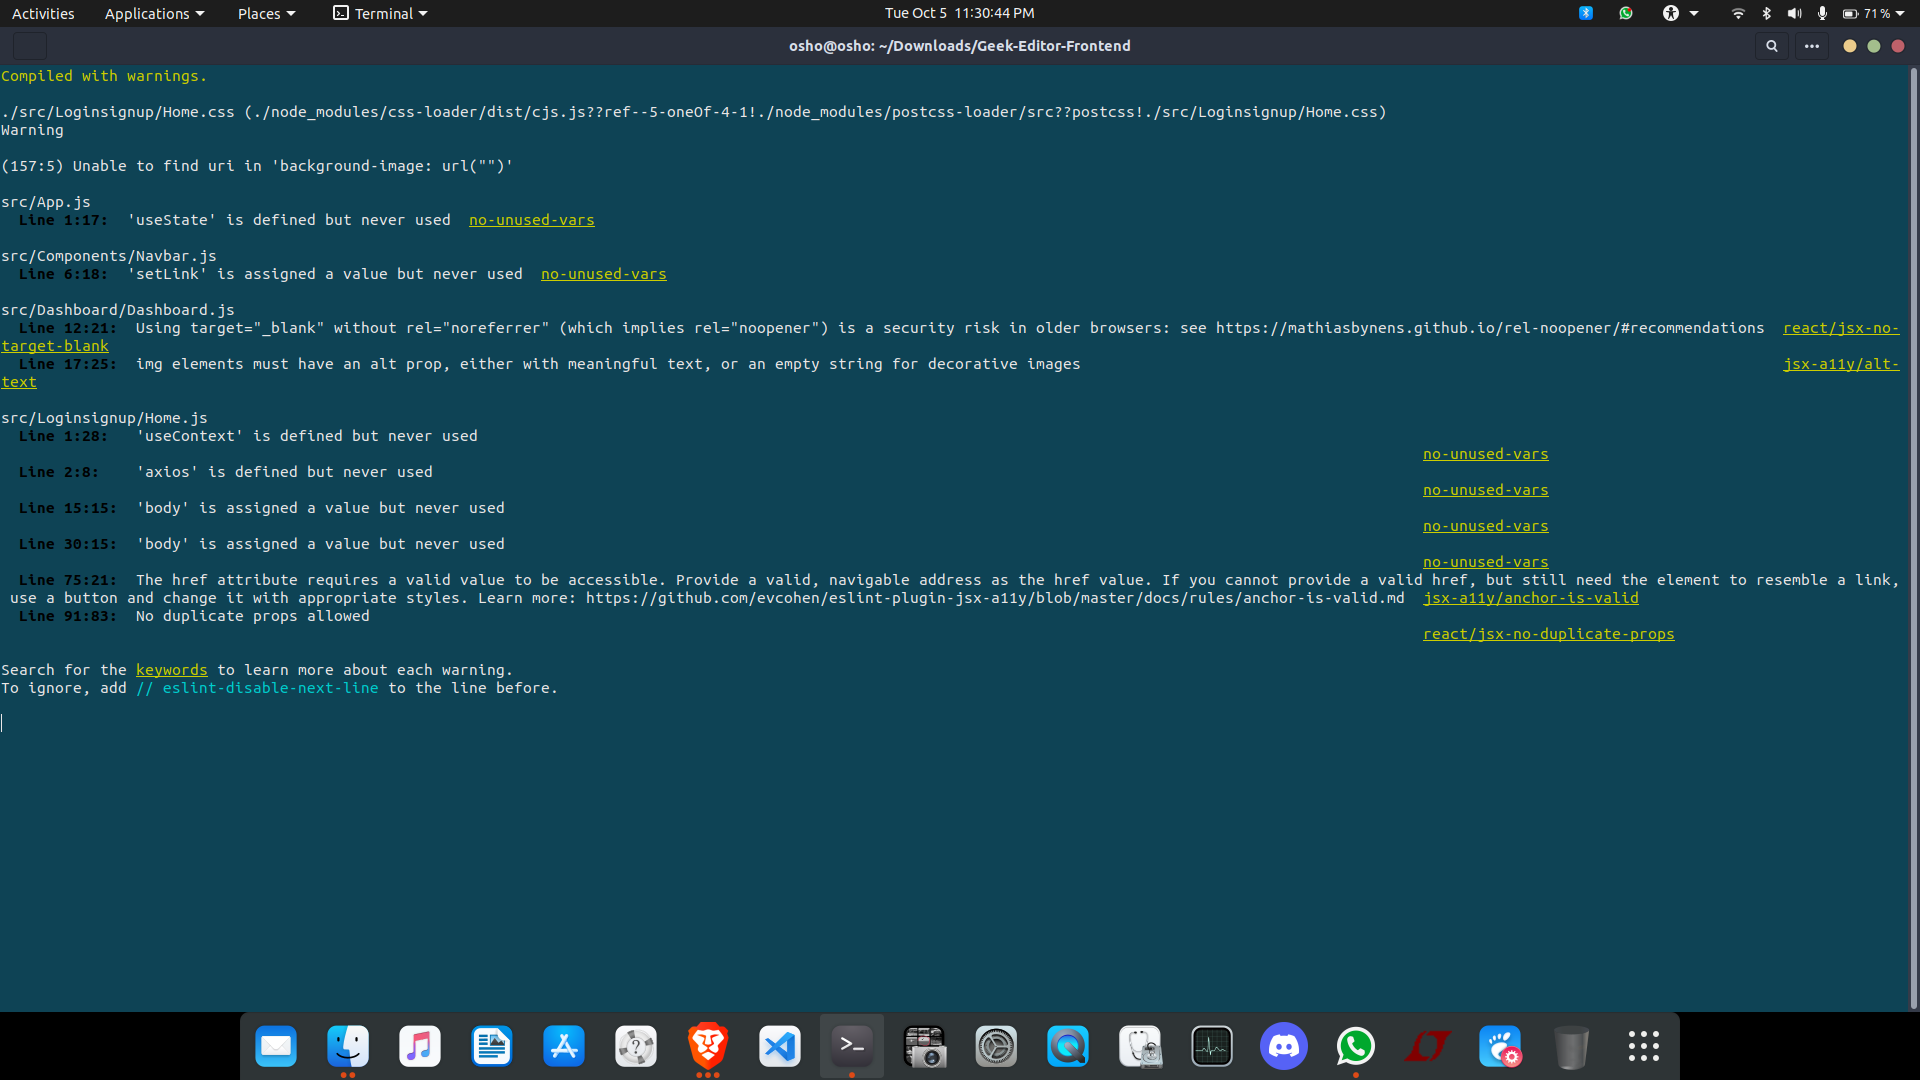 Activities Applications Places Terminal Tue Oct 5 11:30:44 PM 71 %
osho@osho: ~/Downloads/Geek-Editor-Frontend
Compiled with warnings.
./src/Loginsignup/Home.css (./node_modules/css-loader/dist/cjs.js??ref--5-oneOf-4-1!./node_modules/postcss-loader/src??postcss!./src/Loginsignup/Home.css)
Warning
(157:5) Unable to find uri in 'background-image: url("")'
src/App.js
Line 1:17: 'useState' is defined but never used no-unused-vars
src/Components/Navbar.js
Line 6:18: 'setLink' is assigned a value but never used no-unused-vars
src/Dashboard/Dashboard.js
Line 12:21: Using target="_blank" without rel="noreferrer" (which implies rel="noopener") is a security risk in older browsers: see https://mathiasbynens.github.io/rel-noopener/#recommendations react/jsx-no-
target-blank
Line 17:25: img elements must have an alt prop, either with meaningful text, or an empty string for decorative images jsx-a11y/alt-
text
src/Loginsignup/Home.js
Line 1:28: 'useContext' is defined but never used
no-unused-vars
Line 2:8: 'axios' is defined but never used
no-unused-vars
Line 15:15: 'body' is assigned a value but never used
no-unused-vars
Line 30:15: 'body' is assigned a value but never used
no-unused-vars
Line 75:21: The href attribute requires a valid value to be accessible. Provide a valid, navigable address as the href value. If you cannot provide a valid href, but still need the element to resemble a link,
use a button and change it with appropriate styles. Learn more: https://github.com/evcohen/eslint-plugin-jsx-a11y/blob/master/docs/rules/anchor-is-valid.md jsx-a11y/anchor-is-valid
Line 91:83: No duplicate props allowed
react/jsx-no-duplicate-props
Search for the keywords to learn more about each warning.
To ignore, add // eslint-disable-next-line to the line before.